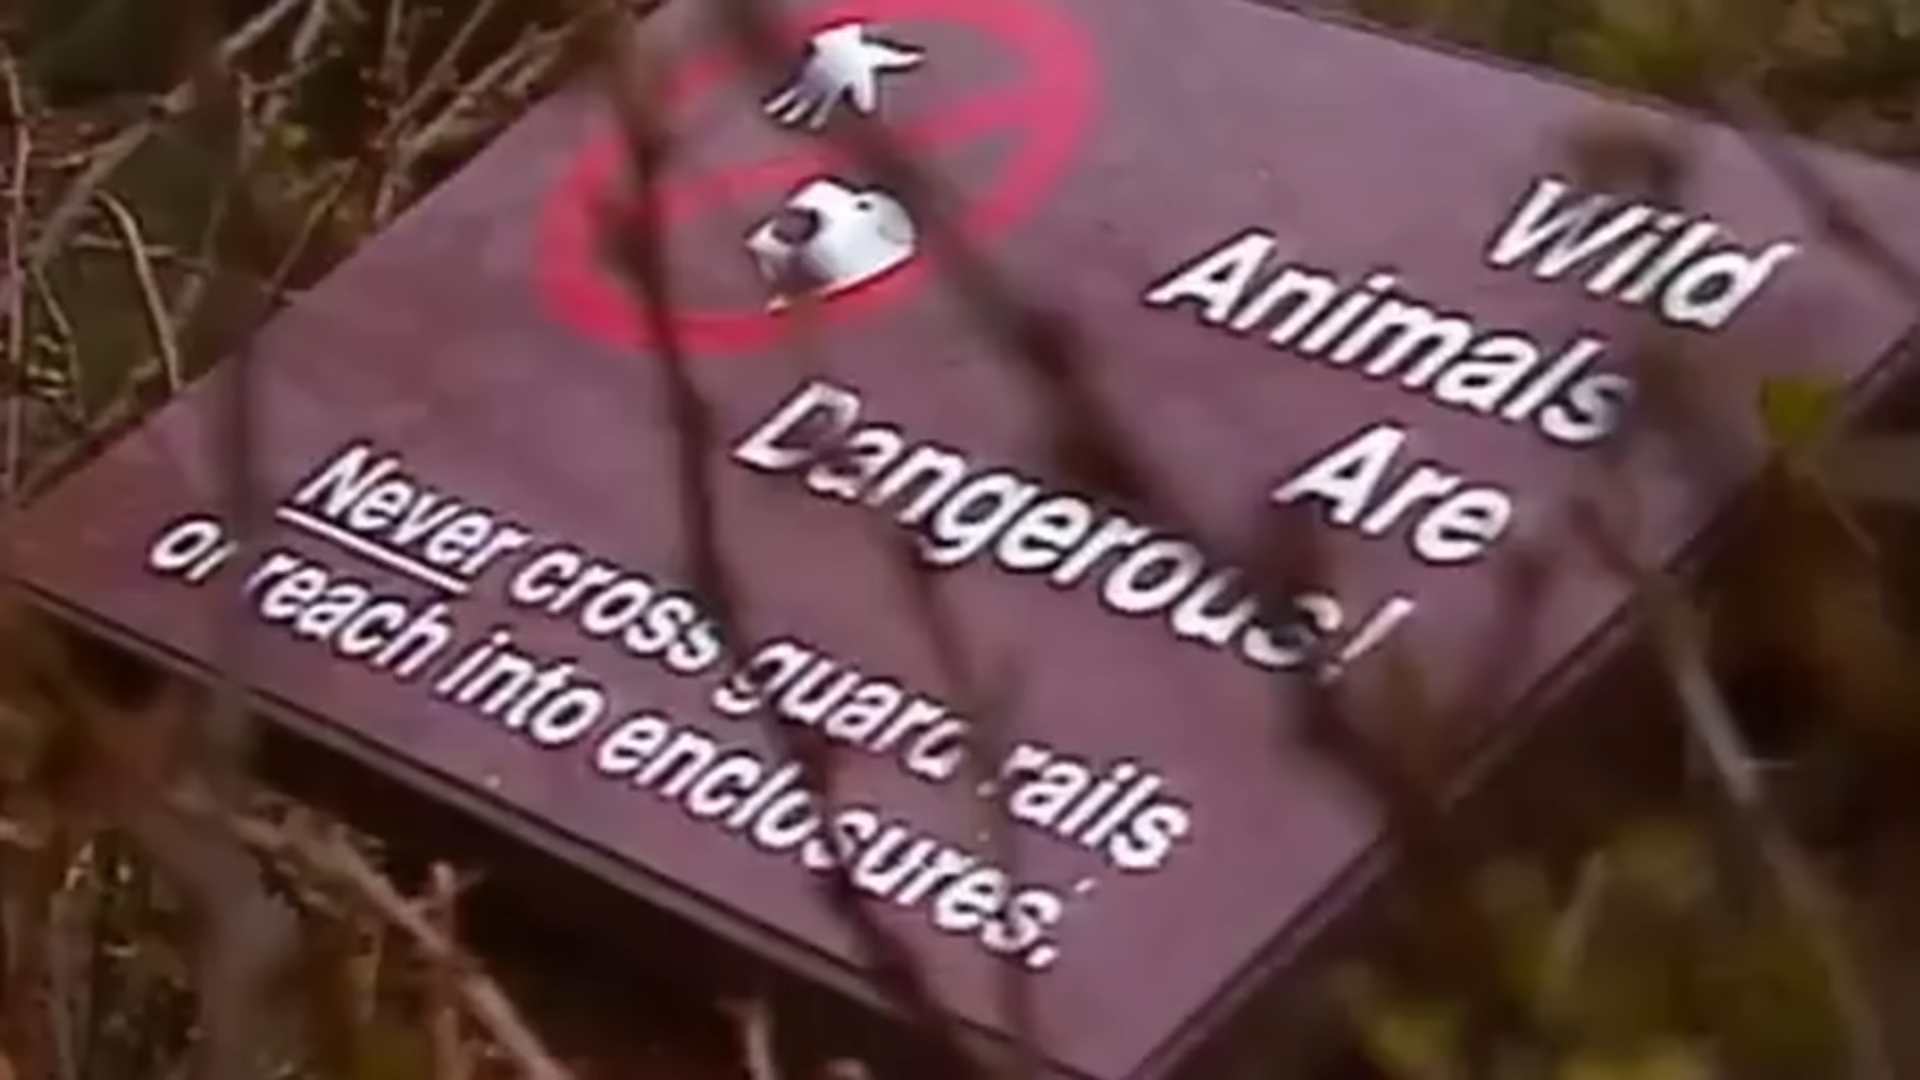 Wild
Animals
Are
Dangerous!
Never cross guard rails
or reach into enclosures.